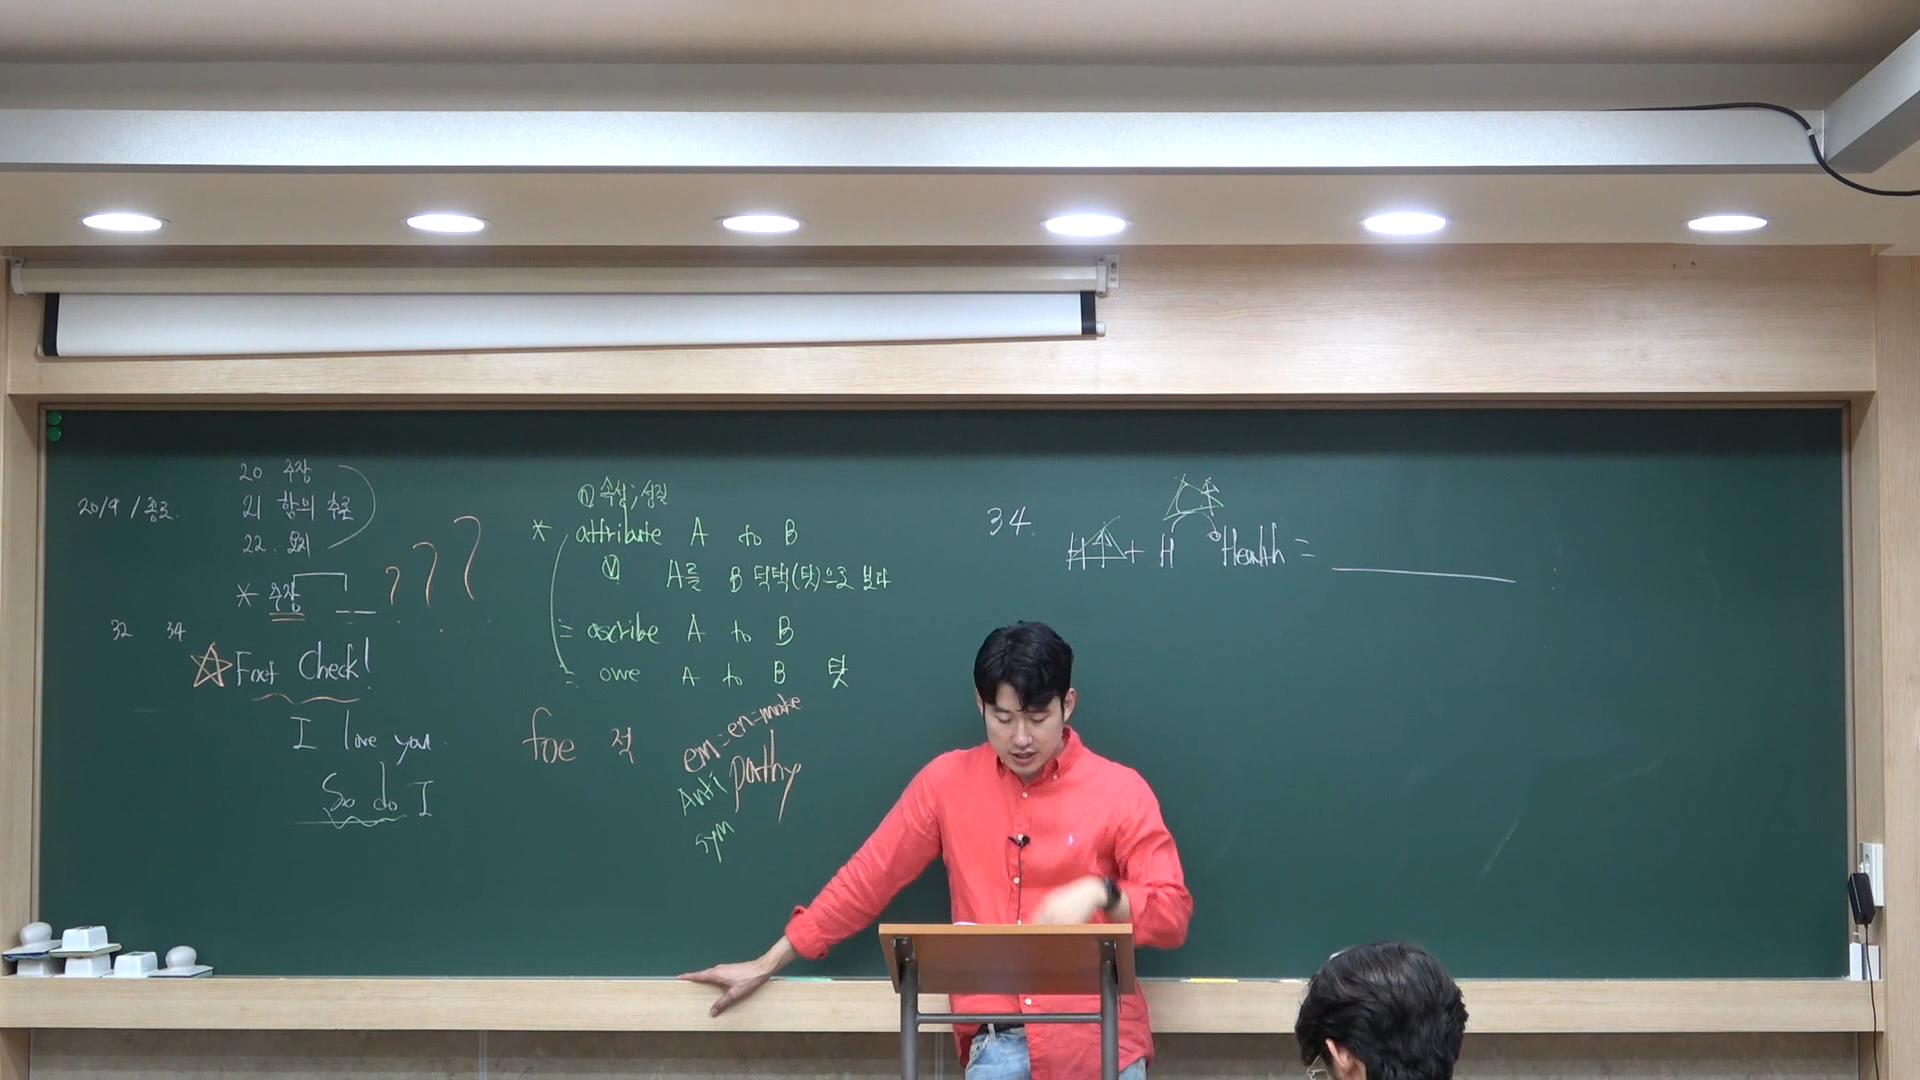 20/9 / 종로.
20 주장
21 함의 추론
22. 요지
* 주장 ???
32 34
☆ Fact Check!
I love you.
So do I
ⓝ 속성; 성질
* attribute A to B
ⓥ A를 B 덕택(탓)으로 보다
= ascribe A to B
= owe A to B 탓
foe 적
em = en = make
Anti pathy
sym
34.
H + H Health =